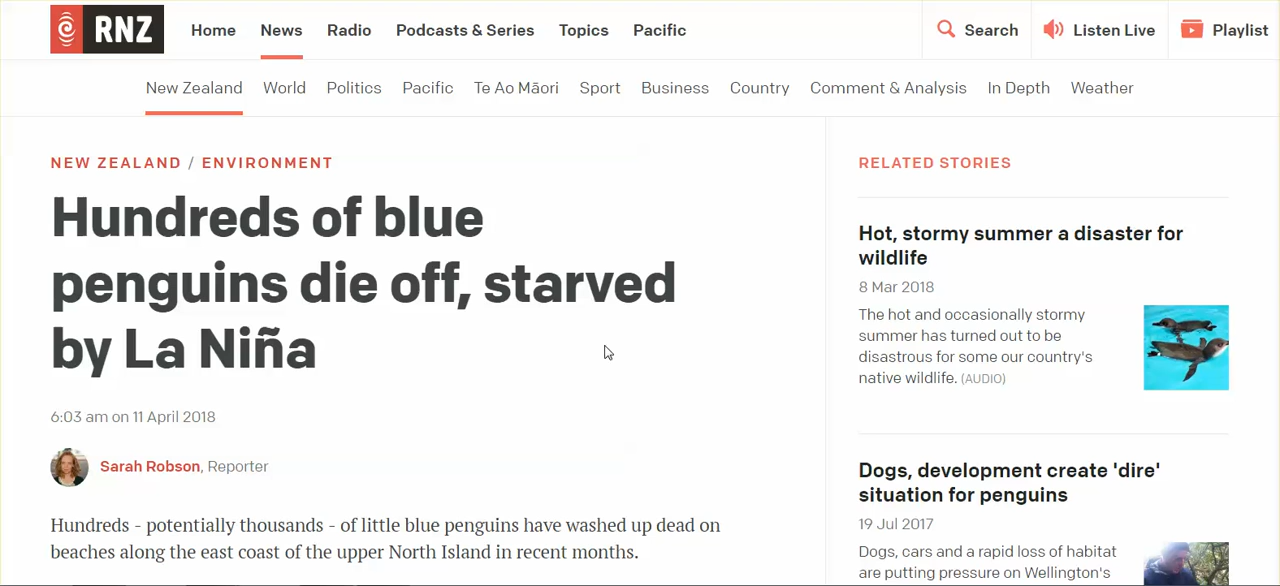 RNZ
Home News Radio Podcasts & Series Topics Pacific
Search Listen Live Playlist
New Zealand World Politics Pacific Te Ao Māori Sport Business Country Comment & Analysis In Depth Weather
NEW ZEALAND / ENVIRONMENT
Hundreds of blue
penguins die off, starved
by La Niña
6:03 am on 11 April 2018
Sarah Robson, Reporter
Hundreds - potentially thousands - of little blue penguins have washed up dead on
beaches along the east coast of the upper North Island in recent months.
RELATED STORIES
Hot, stormy summer a disaster for
wildlife
8 Mar 2018
The hot and occasionally stormy
summer has turned out to be
disastrous for some our country's
native wildlife. (AUDIO)
Dogs, development create 'dire'
situation for penguins
19 Jul 2017
Dogs, cars and a rapid loss of habitat
are putting pressure on Wellington's